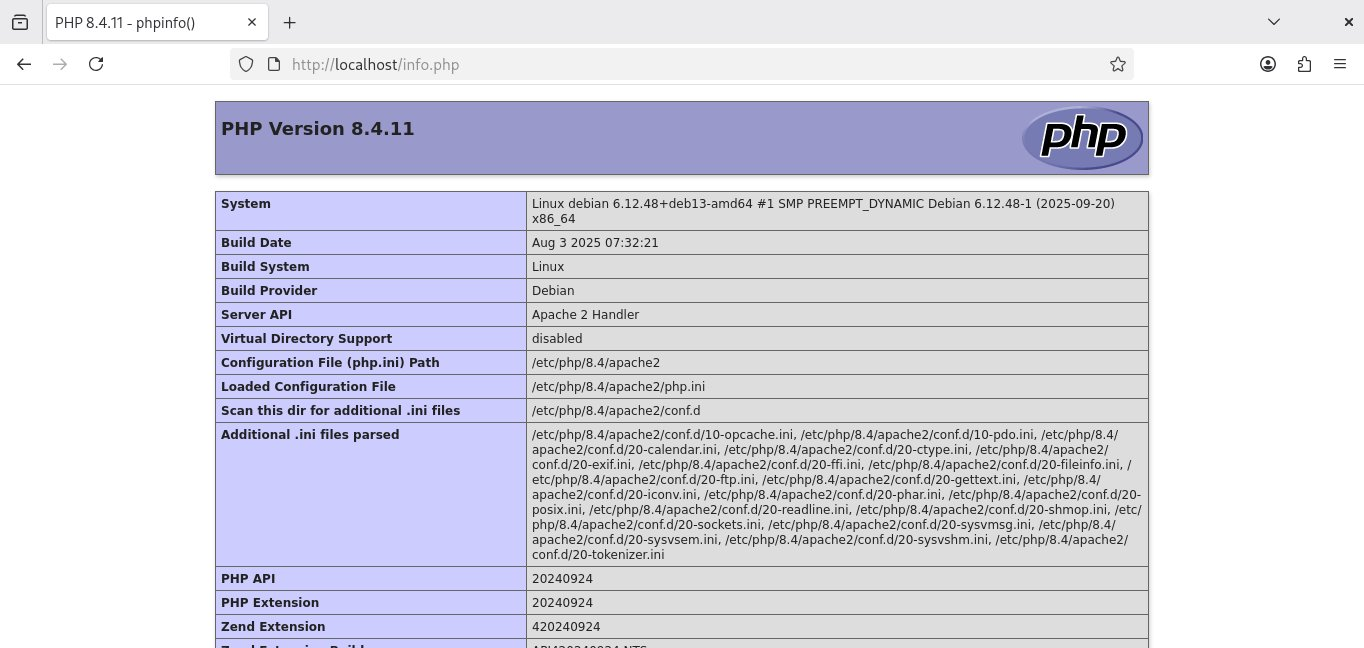 PHP 8.4.11 - phpinfo()
http://localhost/info.php
PHP Version 8.4.11
php
System
Linux debian 6.12.48+deb13-amd64 #1 SMP PREEMPT_DYNAMIC Debian 6.12.48-1 (2025-09-20)
x86_64
Build Date
Aug 3 2025 07:32:21
Build System
Linux
Build Provider
Debian
Server API
Apache 2 Handler
Virtual Directory Support
disabled
Configuration File (php.ini) Path
/etc/php/8.4/apache2
Loaded Configuration File
/etc/php/8.4/apache2/php.ini
Scan this dir for additional .ini files
/etc/php/8.4/apache2/conf.d
Additional .ini files parsed
/etc/php/8.4/apache2/conf.d/10-opcache.ini, /etc/php/8.4/apache2/conf.d/10-pdo.ini, /etc/php/8.4/
apache2/conf.d/20-calendar.ini, /etc/php/8.4/apache2/conf.d/20-ctype.ini, /etc/php/8.4/apache2/
conf.d/20-exif.ini, /etc/php/8.4/apache2/conf.d/20-ffi.ini, /etc/php/8.4/apache2/conf.d/20-fileinfo.ini, /
etc/php/8.4/apache2/conf.d/20-ftp.ini, /etc/php/8.4/apache2/conf.d/20-gettext.ini, /etc/php/8.4/
apache2/conf.d/20-iconv.ini, /etc/php/8.4/apache2/conf.d/20-phar.ini, /etc/php/8.4/apache2/conf.d/20-
posix.ini, /etc/php/8.4/apache2/conf.d/20-readline.ini, /etc/php/8.4/apache2/conf.d/20-shmop.ini, /etc/
php/8.4/apache2/conf.d/20-sockets.ini, /etc/php/8.4/apache2/conf.d/20-sysvmsg.ini, /etc/php/8.4/
apache2/conf.d/20-sysvsem.ini, /etc/php/8.4/apache2/conf.d/20-sysvshm.ini, /etc/php/8.4/apache2/
conf.d/20-tokenizer.ini
PHP API
20240924
PHP Extension
20240924
Zend Extension
420240924